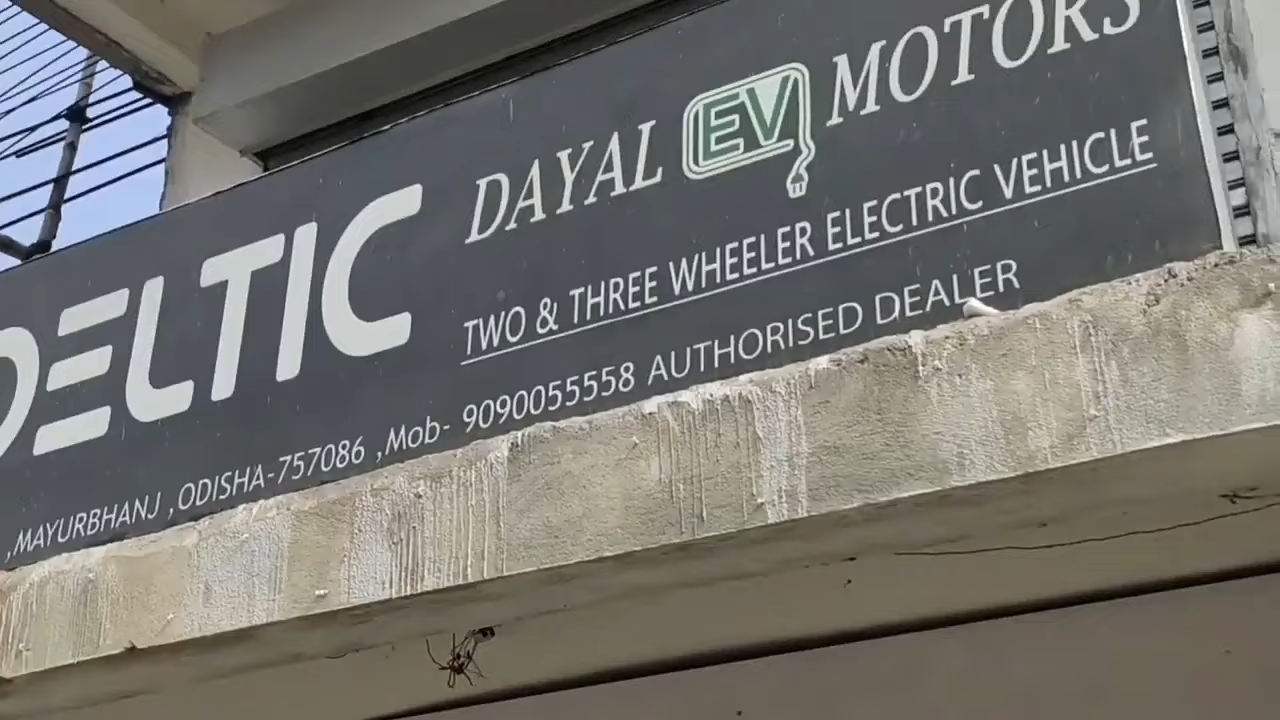 DELTIC
DAYAL EV MOTORS
TWO & THREE WHEELER ELECTRIC VEHICLE
,MAYURBHANJ ,ODISHA-757086 ,Mob- 9090055558 AUTHORISED DEALER